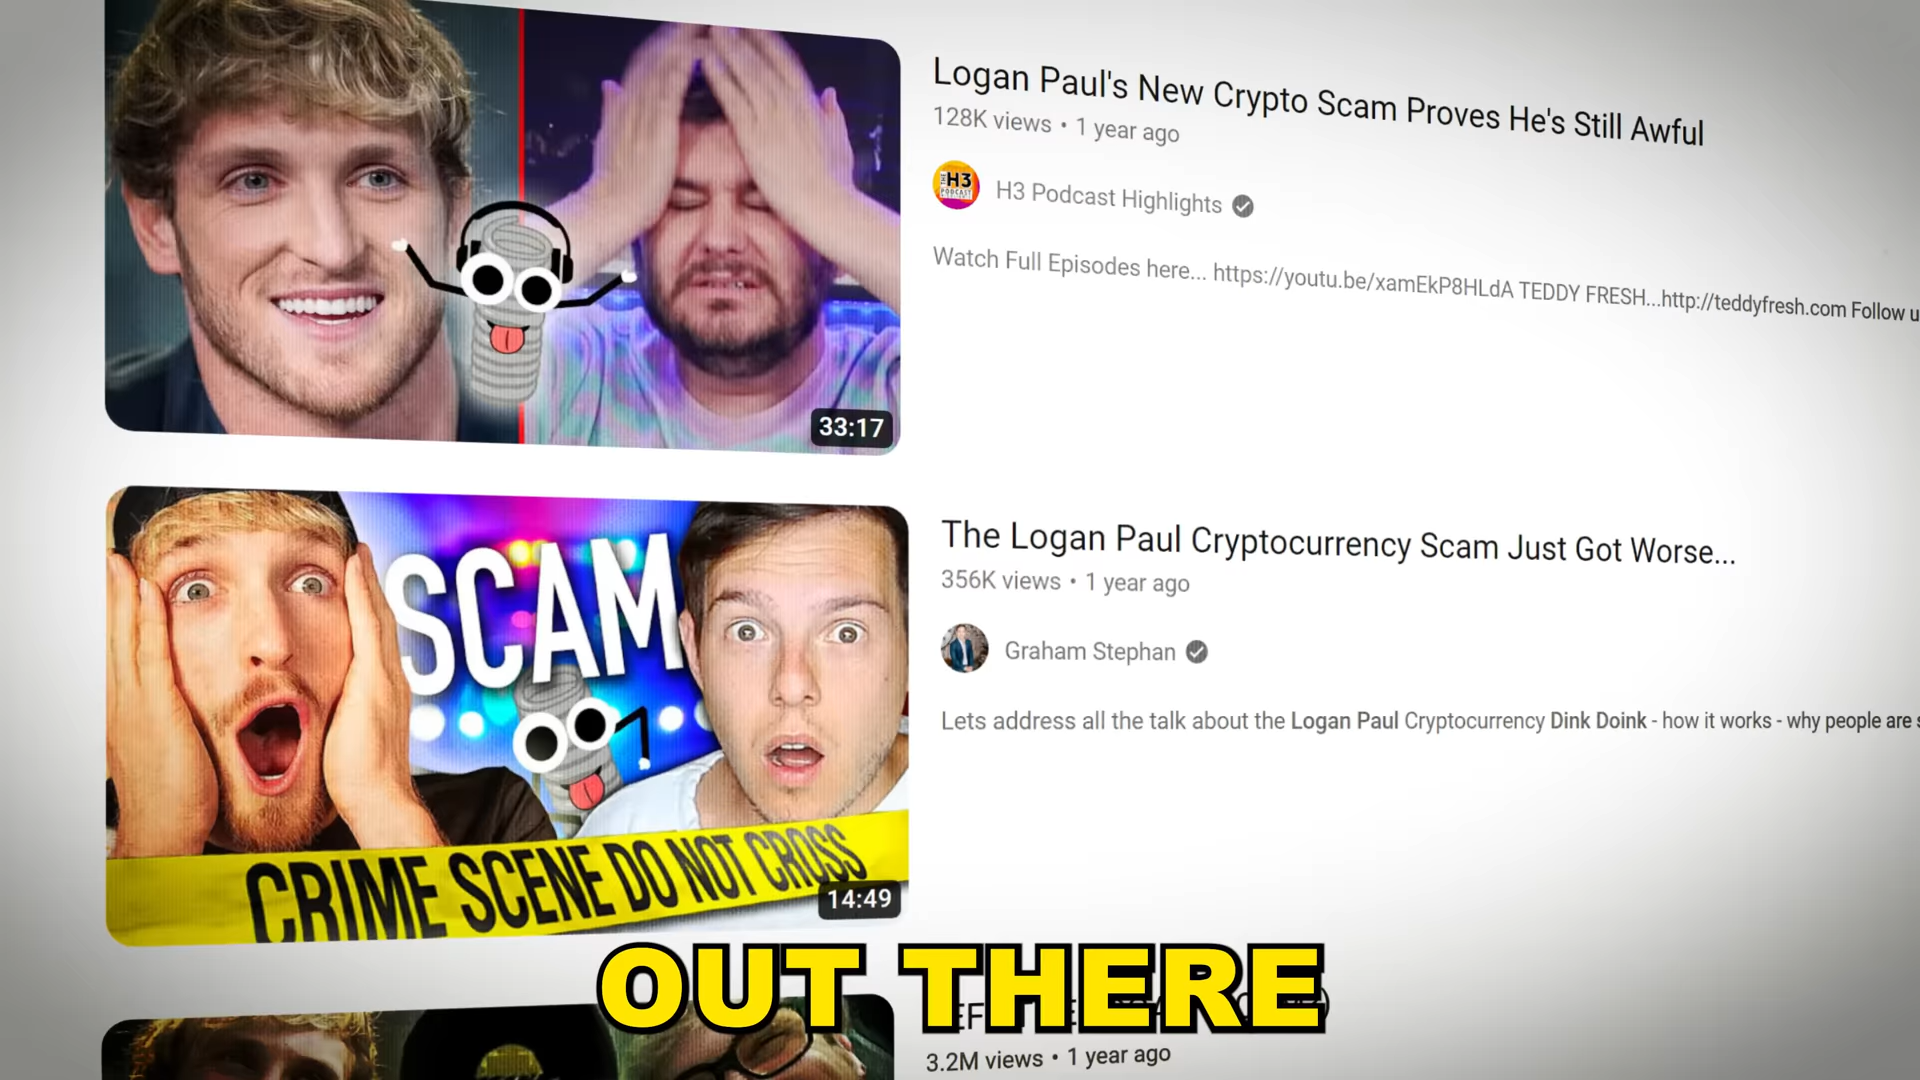 Logan Paul's New Crypto Scam Proves He's Still Awful
128K views • 1 year ago
THE H3 PODCAST
H3 Podcast Highlights
Watch Full Episodes here... https://youtu.be/xamEkP8HLdA TEDDY FRESH...http://teddyfresh.com Follow u
33:17
SCAM
CRIME SCENE DO NOT CROSS
14:49
The Logan Paul Cryptocurrency Scam Just Got Worse...
356K views • 1 year ago
Graham Stephan
Lets address all the talk about the Logan Paul Cryptocurrency Dink Doink - how it works - why people are s
OUT THERE
3.2M views • 1 year ago